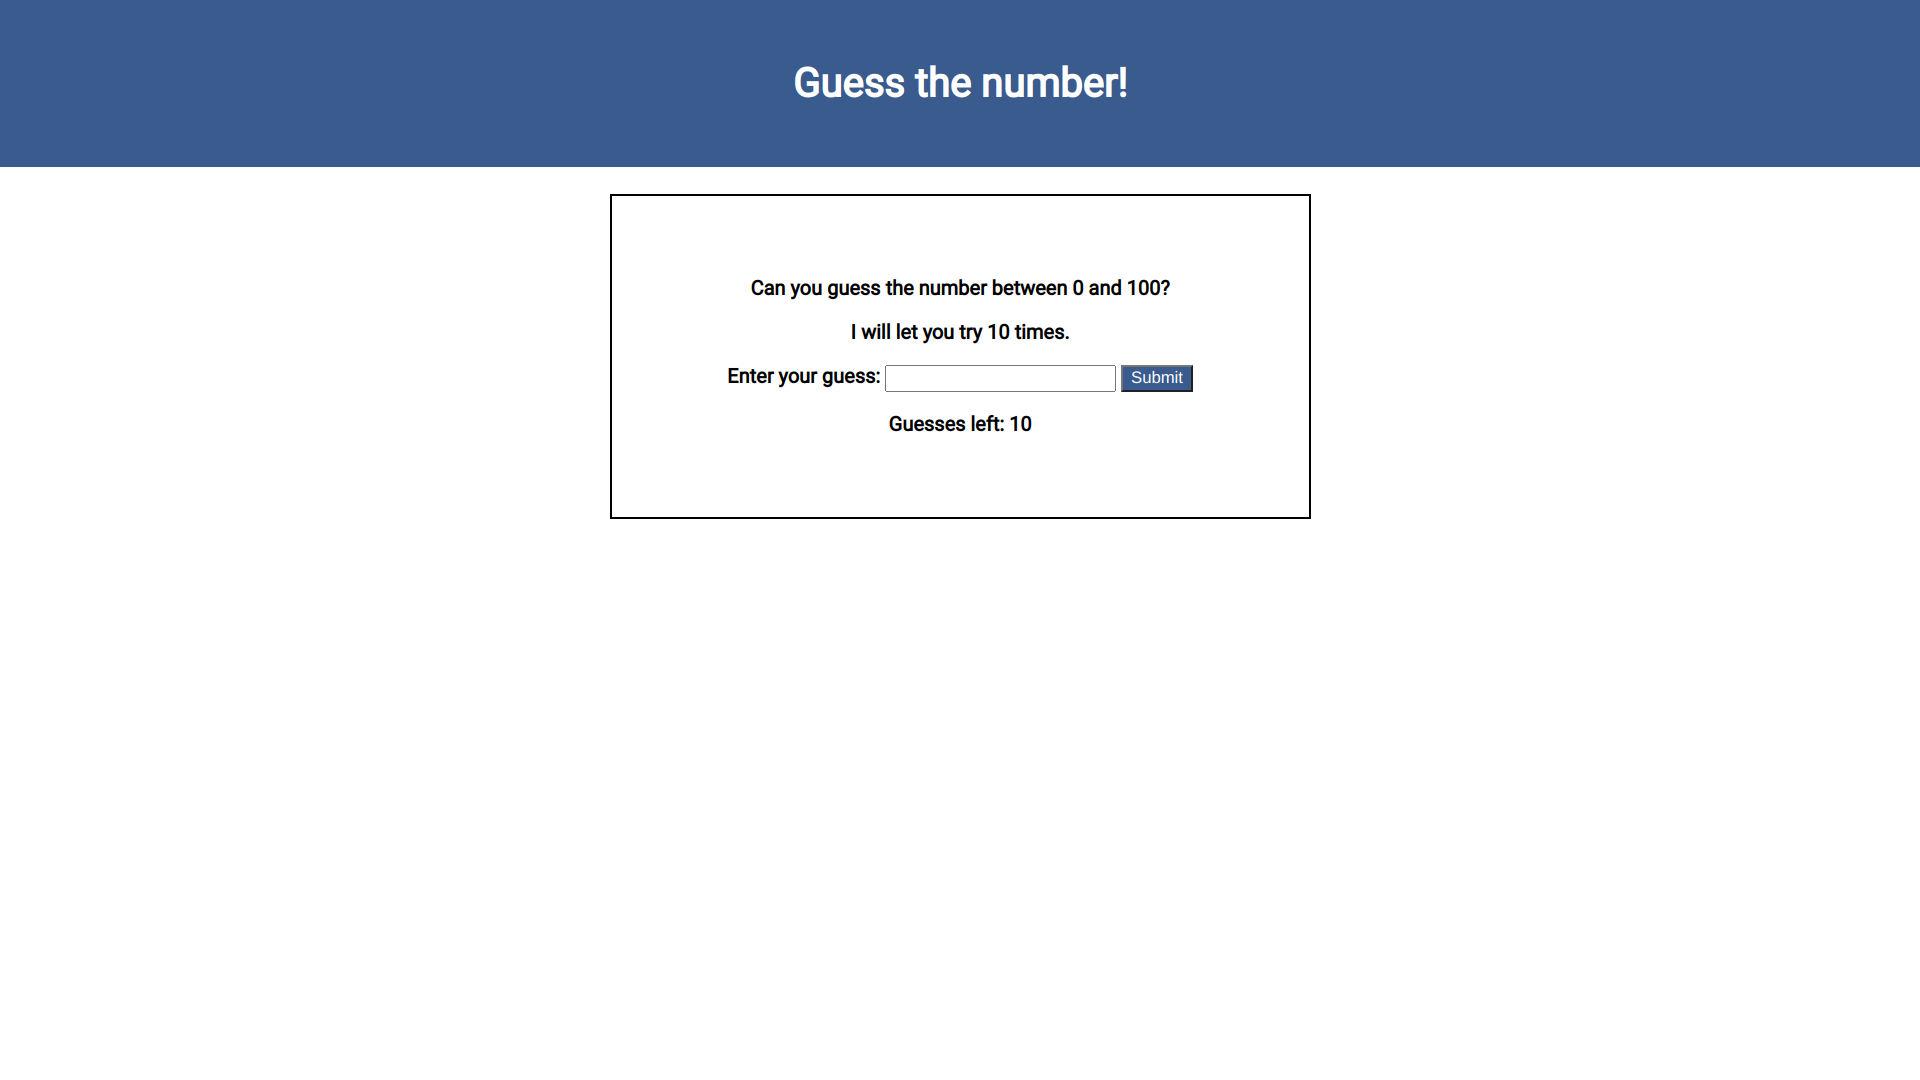 Guess the number!
Can you guess the number between 0 and 100?
I will let you try 10 times.
Enter your guess: Submit
Guesses left: 10